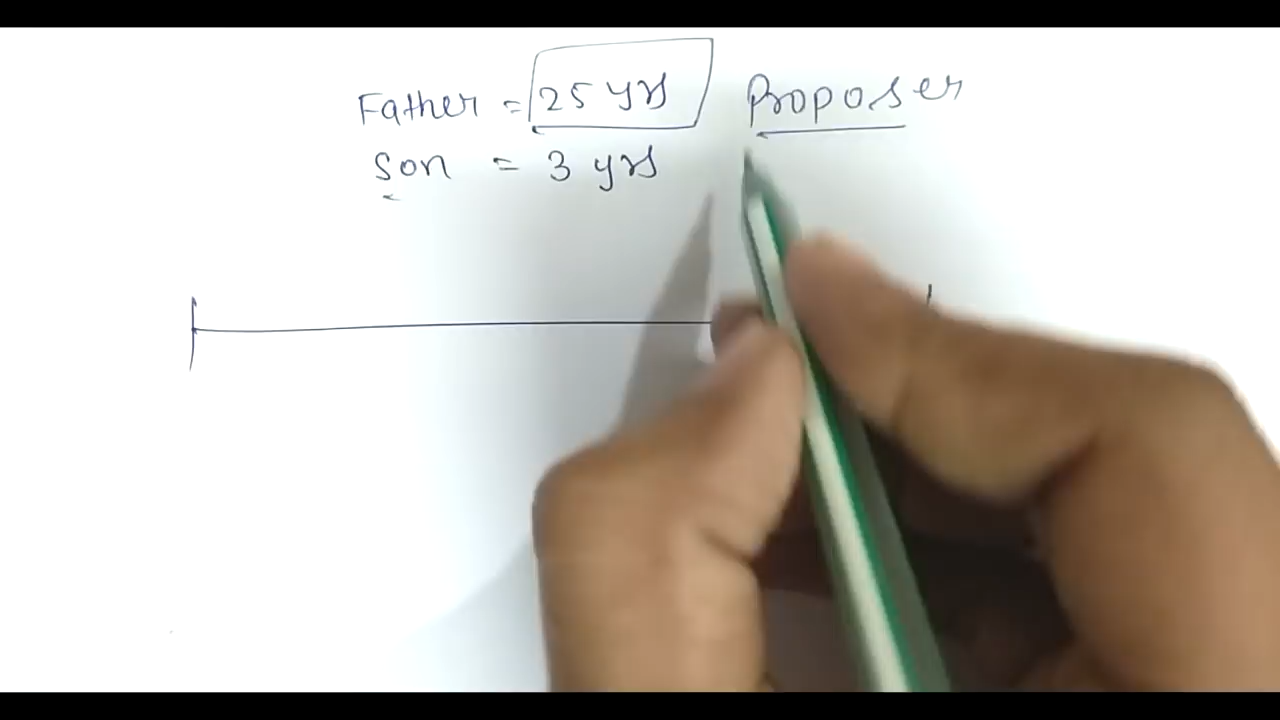 Father = 25 yrs Proposer
son = 3 yrs